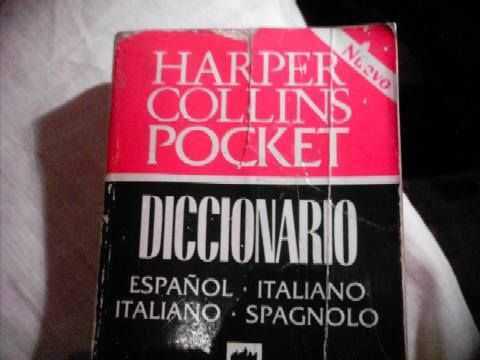 Nuevo
HARPER
COLLINS
POCKET
DICCIONARIO
ESPAÑOL · ITALIANO
ITALIANO · SPAGNOLO